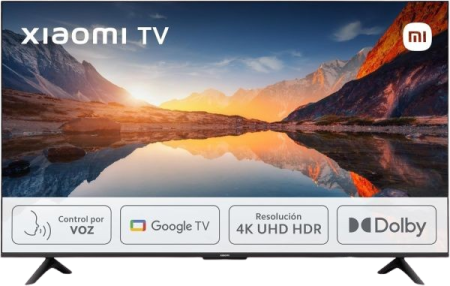 xiaomi TV
mi
Control por
VOZ
Google TV
Resolución
4K UHD HDR
Dolby